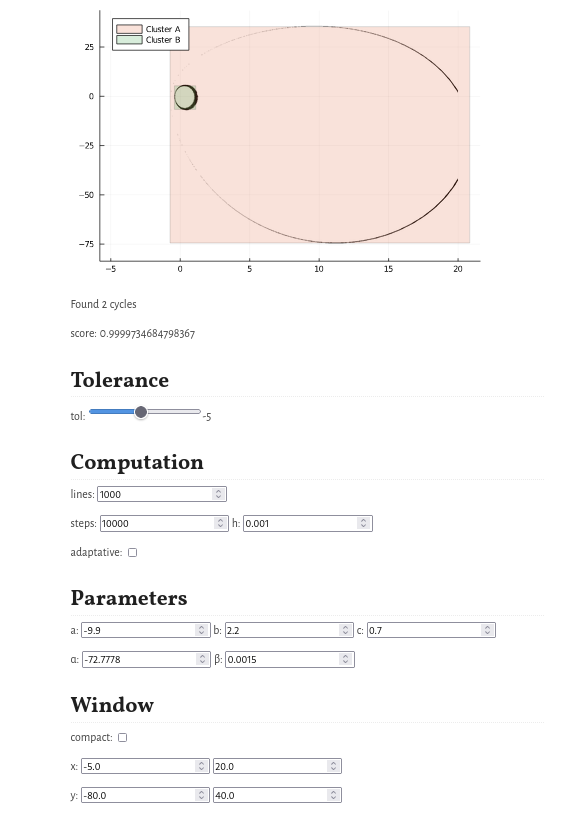 Cluster A
Cluster B
25
0
−25
−50
−75
−5
0
5
10
15
20
Found 2 cycles
score: 0.9999734684798367
Tolerance
tol: -5
Computation
lines: 1000
steps: 10000 h: 0.001
adaptative:
Parameters
a: -9.9 b: 2.2 c: 0.7
α: -72.7778 β: 0.0015
Window
compact:
x: -5.0 20.0
y: -80.0 40.0